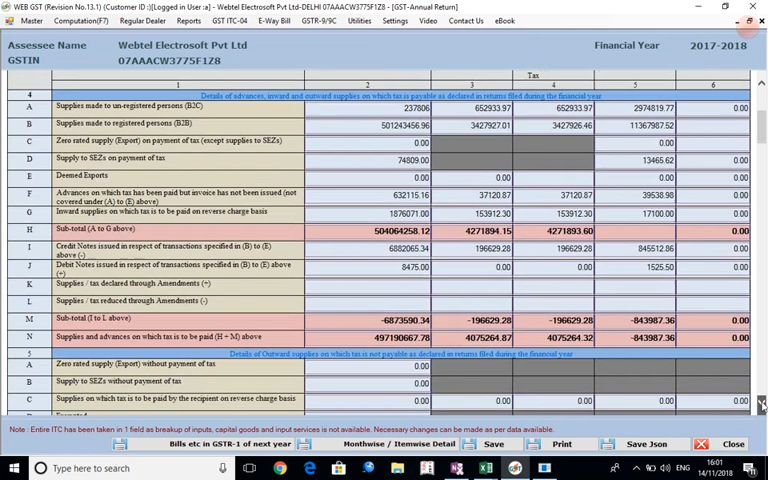 WEB GST (Revision No.13.1) (Customer ID :)[Logged in User :a] [Database : a]-[Webtel Electrosoft Pvt Ltd-DELHI 07AAACW3775F1Z8] - [GST-Annual Return]
Master Computation(F7) Regular Dealer Reports GST ITC-04 E-Way Bill GSTR-9/9C Utilities Settings Video Contact Us eBook
Assessee Name Webtel Electrosoft Pvt Ltd Financial Year 2017-2018
GSTIN 07AAACW3775F1Z8
Tax
1 2 3 4 5 6
4 Details of advances, inward and outward supplies on which tax is payable as declared in returns filed during the financial year
A Supplies made to un-registered persons (B2C) 237806 652933.97 652933.97 2974819.77 0.00
B Supplies made to registered persons (B2B) 501243456.96 3427927.01 3427926.46 11367987.52
C Zero rated supply (Export) on payment of tax (except supplies to SEZs) 0.00 0.00
D Supply to SEZs on payment of tax 74809.00 13465.62 0.00
E Deemed Exports 0.00 0.00 0.00 0.00 0.00
F Advances on which tax has been paid but invoice has not been issued (not covered under (A) to (E) above) 632115.16 37120.87 37120.87 39538.98 0.00
G Inward supplies on which tax is to be paid on reverse charge basis 1876071.00 153912.30 153912.30 17100.00 0.00
H Sub-total (A to G above) 504064258.12 4271894.15 4271893.60 0.00
I Credit Notes issued in respect of transactions specified in (B) to (E) above (-) 6882065.34 196629.28 196629.28 845512.86 0.00
J Debit Notes issued in respect of transactions specified in (B) to (E) above (+) 8475.00 0.00 0.00 1525.50 0.00
K Supplies / tax declared through Amendments (+)
L Supplies / tax reduced through Amendments (-)
M Sub-total (I to L above) -6873590.34 -196629.28 -196629.28 -843987.36 0.00
N Supplies and advances on which tax is to be paid (H + M) above 497190667.78 4075264.87 4075264.32 -843987.36 0.00
5 Details of Outward supplies on which tax is not payable as declared in returns filed during the financial year
A Zero rated supply (Export) without payment of tax 0.00
B Supply to SEZs without payment of tax 0.00
C Supplies on which tax is to be paid by the recipient on reverse charge basis 0.00 0.00 0.00 0.00 0.00
Note : Entire ITC has been taken in 1 field as breakup of inputs, capital goods and input services is not available. Necessary changes can be made as per data available.
Bills etc in GSTR-1 of next year Monthwise / Itemwise Detail Save Print Save Json Close
Type here to search
ENG
16:01
14/11/2018
11